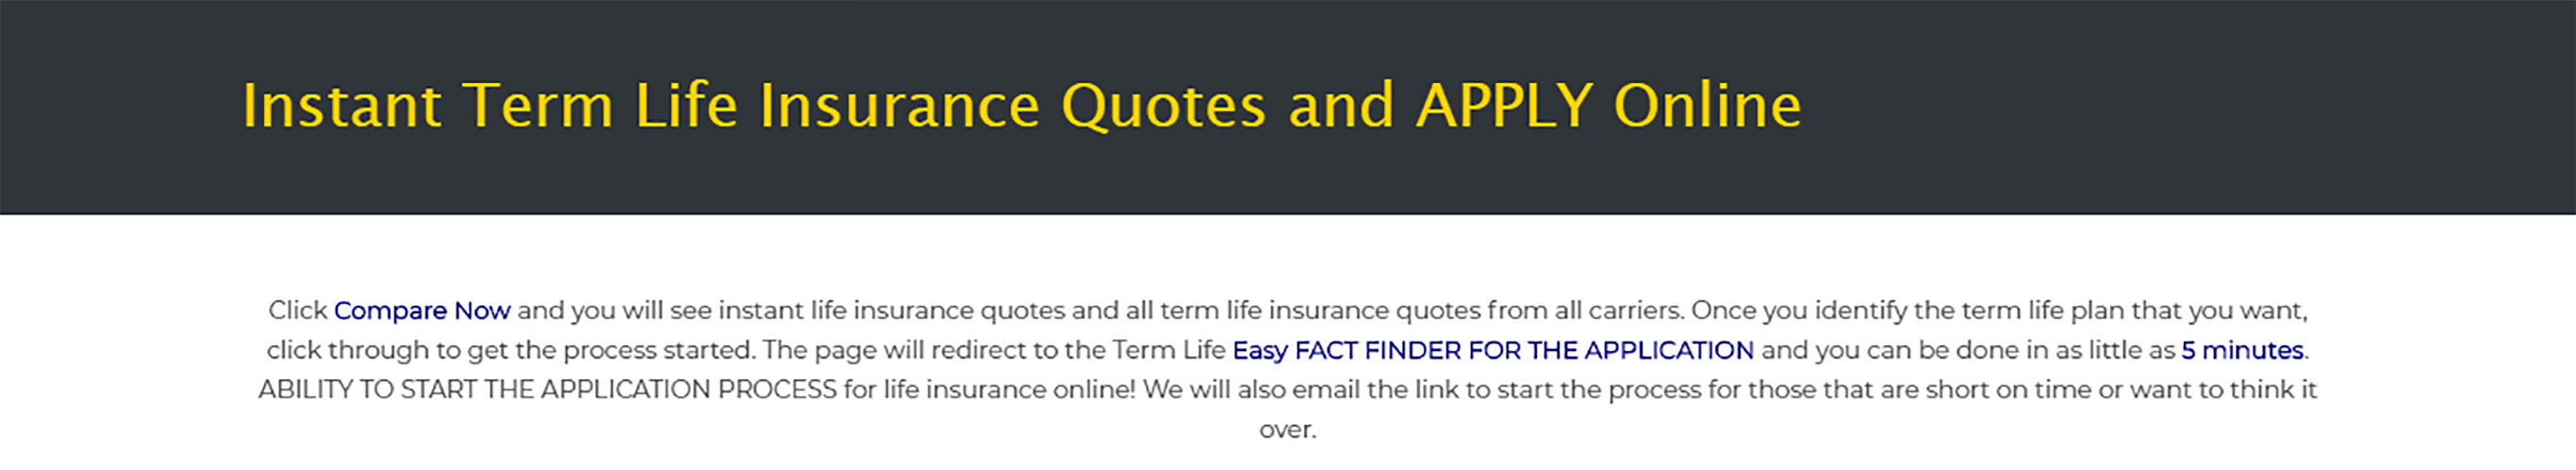 Instant Term Life Insurance Quotes and APPLY Online
Click Compare Now and you will see instant life insurance quotes and all term life insurance quotes from all carriers. Once you identify the term life plan that you want,
click through to get the process started. The page will redirect to the Term Life Easy FACT FINDER FOR THE APPLICATION and you can be done in as little as 5 minutes.
ABILITY TO START THE APPLICATION PROCESS for life insurance online! We will also email the link to start the process for those that are short on time or want to think it
over.